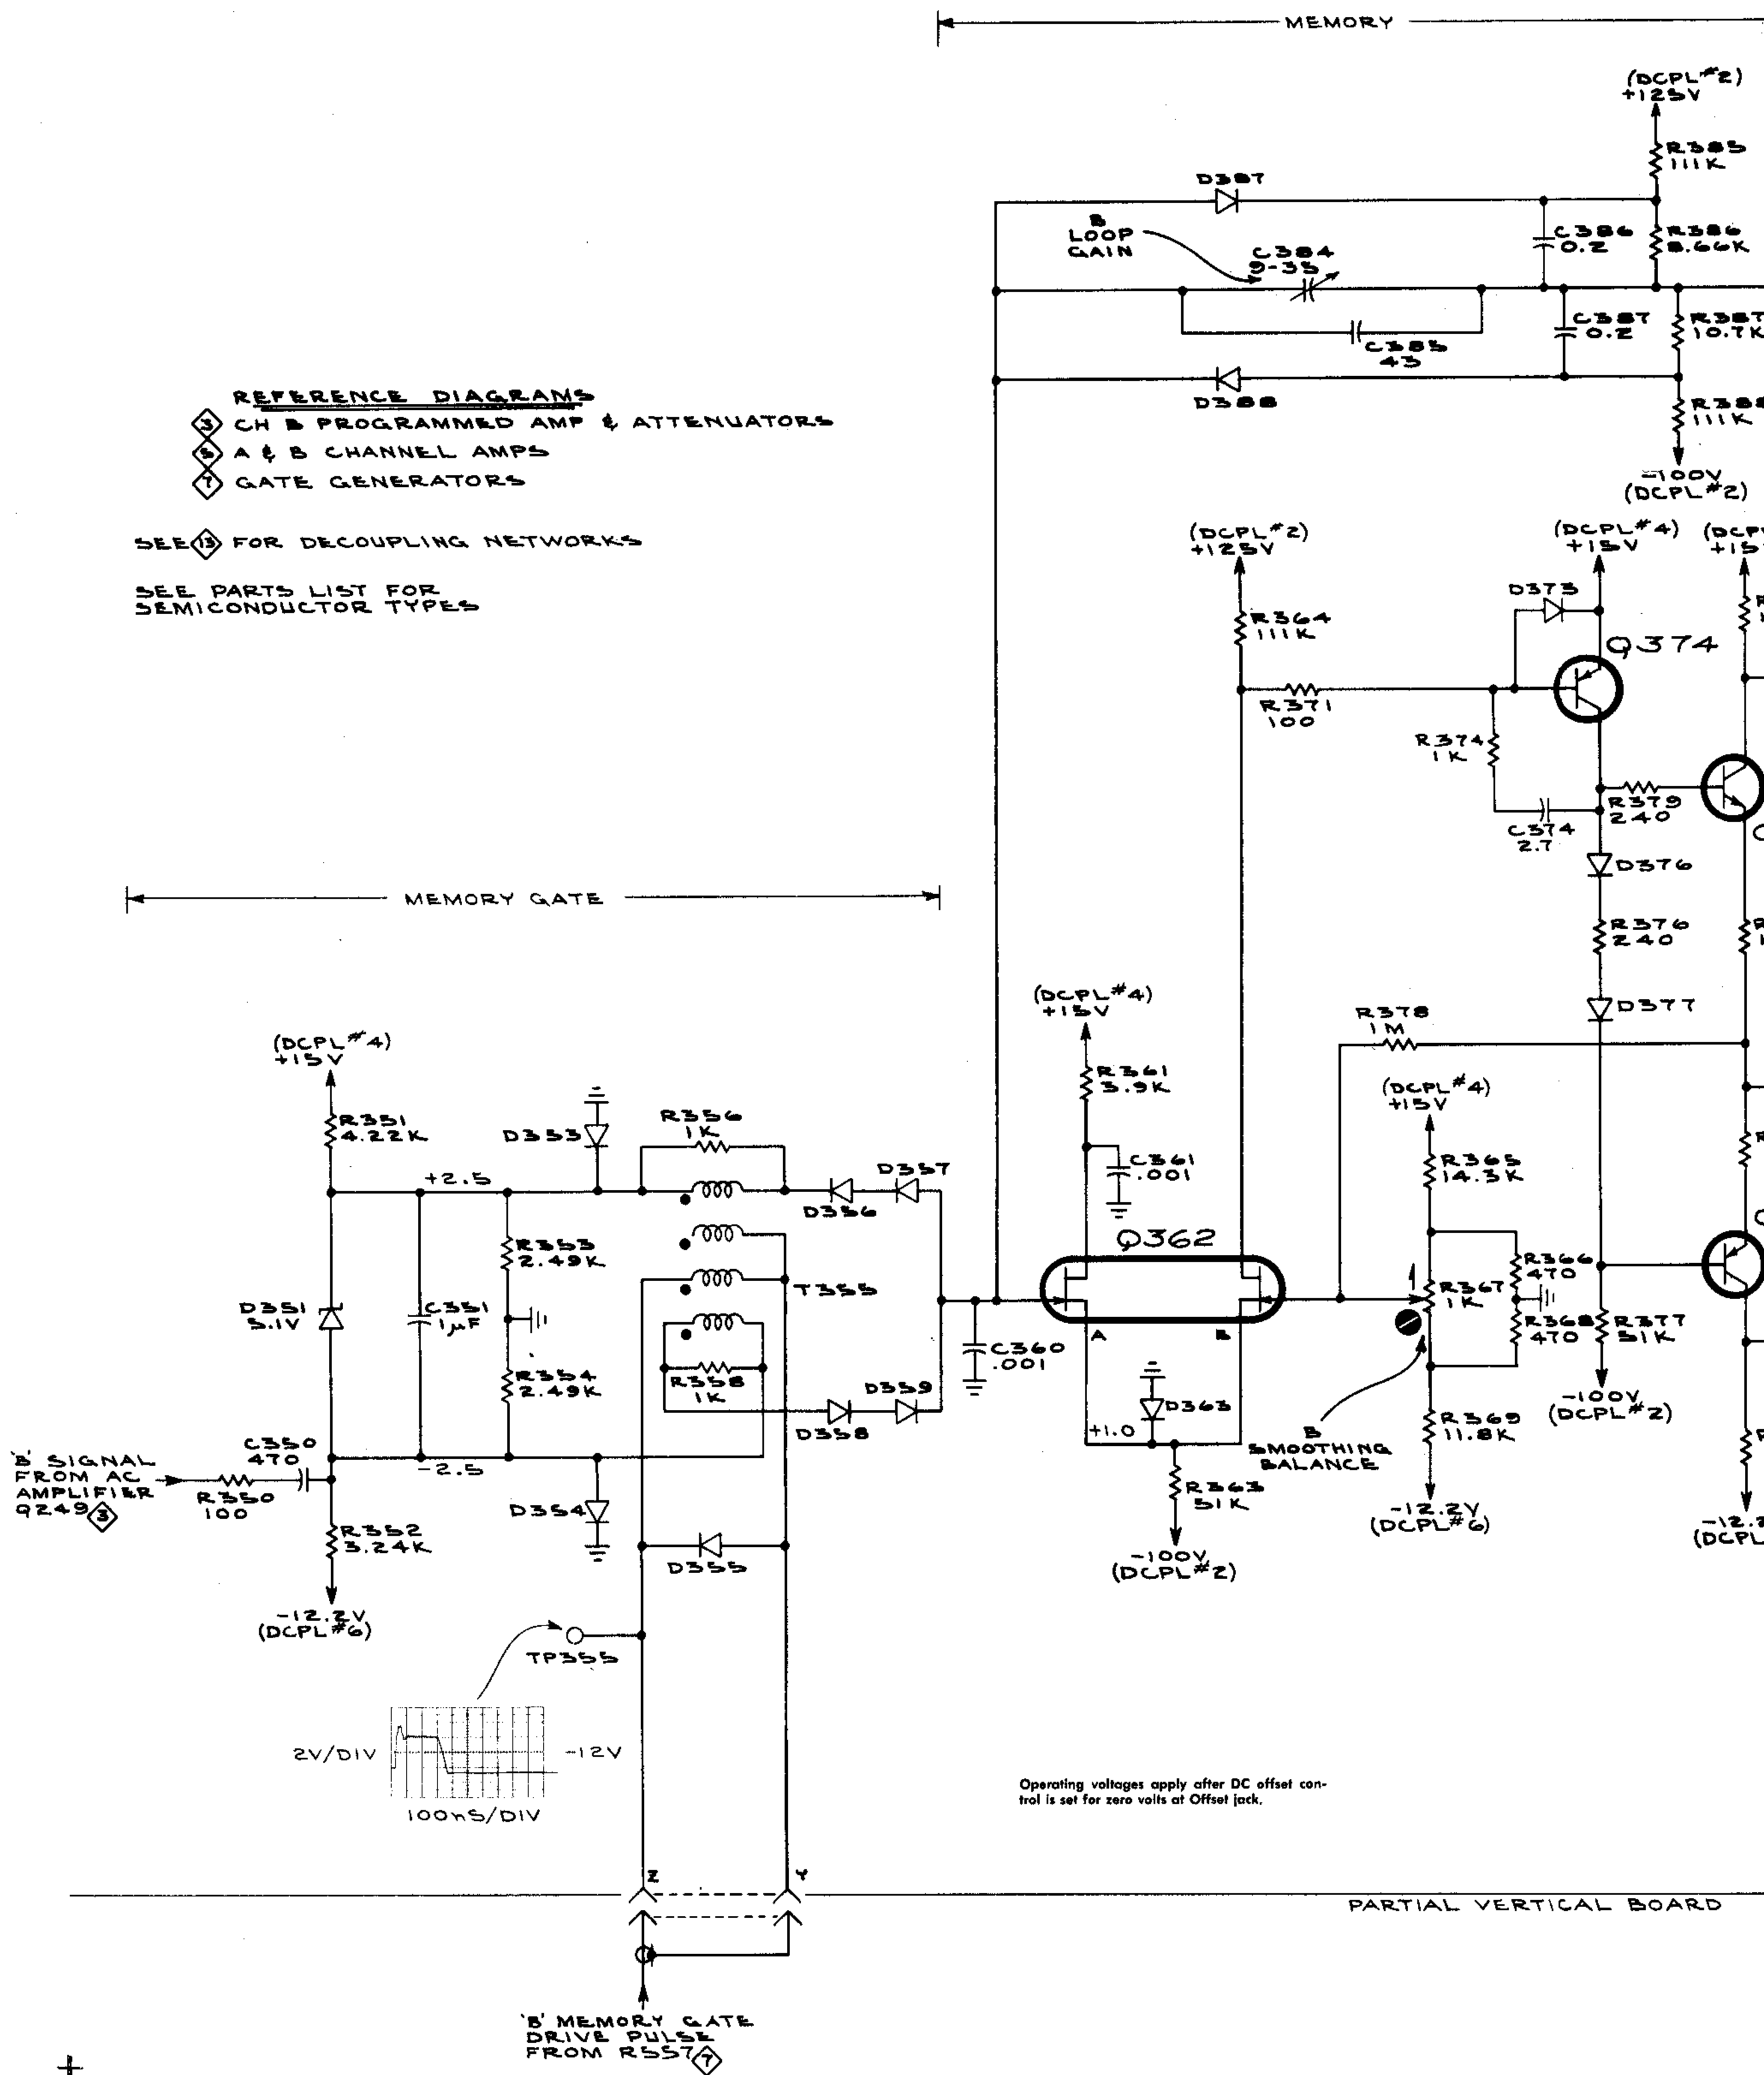 MEMORY
(DCPL#2)
+125V
R385
111K
D387
B
LOOP
GAIN
C384
9-35
C386
0.2
R386
8.66K
C385
43
C387
0.2
R387
10.7K
D388
R388
111K
-100V
(DCPL#2)
REFERENCE DIAGRAMS
3 CH B PROGRAMMED AMP & ATTENUATORS
5 A & B CHANNEL AMPS
7 GATE GENERATORS
SEE 13 FOR DECOUPLING NETWORKS
SEE PARTS LIST FOR
SEMICONDUCTOR TYPES
(DCPL#2)
+125V
(DCPL#4)
+15V
(DCP
+15
R364
111K
D373
Q374
R371
100
R374
1K
C374
2.7
R379
240
D376
R376
240
D377
MEMORY GATE
(DCPL#4)
+15V
R361
3.9K
C361
.001
R378
1M
(DCPL#4)
+15V
R365
14.3K
Q362
A
B
R367
1K
R366
470
R368
470
R377
51K
-100V
(DCPL#2)
D363
+1.0
R363
51K
-100V
(DCPL#2)
B
SMOOTHING
BALANCE
R369
11.8K
-12.2V
(DCPL#6)
-12.2
(DCPL
(DCPL#4)
+15V
R351
4.22K
D353
R356
1K
D357
D356
+2.5
R353
2.49K
T355
D351
5.1V
C351
1µF
R354
2.49K
R358
1K
D359
D358
C360
.001
'B' SIGNAL
FROM AC
AMPLIFIER
Q249 3
C350
470
R350
100
-2.5
R352
3.24K
D354
D355
-12.2V
(DCPL#6)
TP355
2V/DIV
-12V
100nS/DIV
Operating voltages apply after DC offset con-
trol is set for zero volts at Offset jack.
Z
Y
PARTIAL VERTICAL BOARD
'B' MEMORY GATE
DRIVE PULSE
FROM R557 7